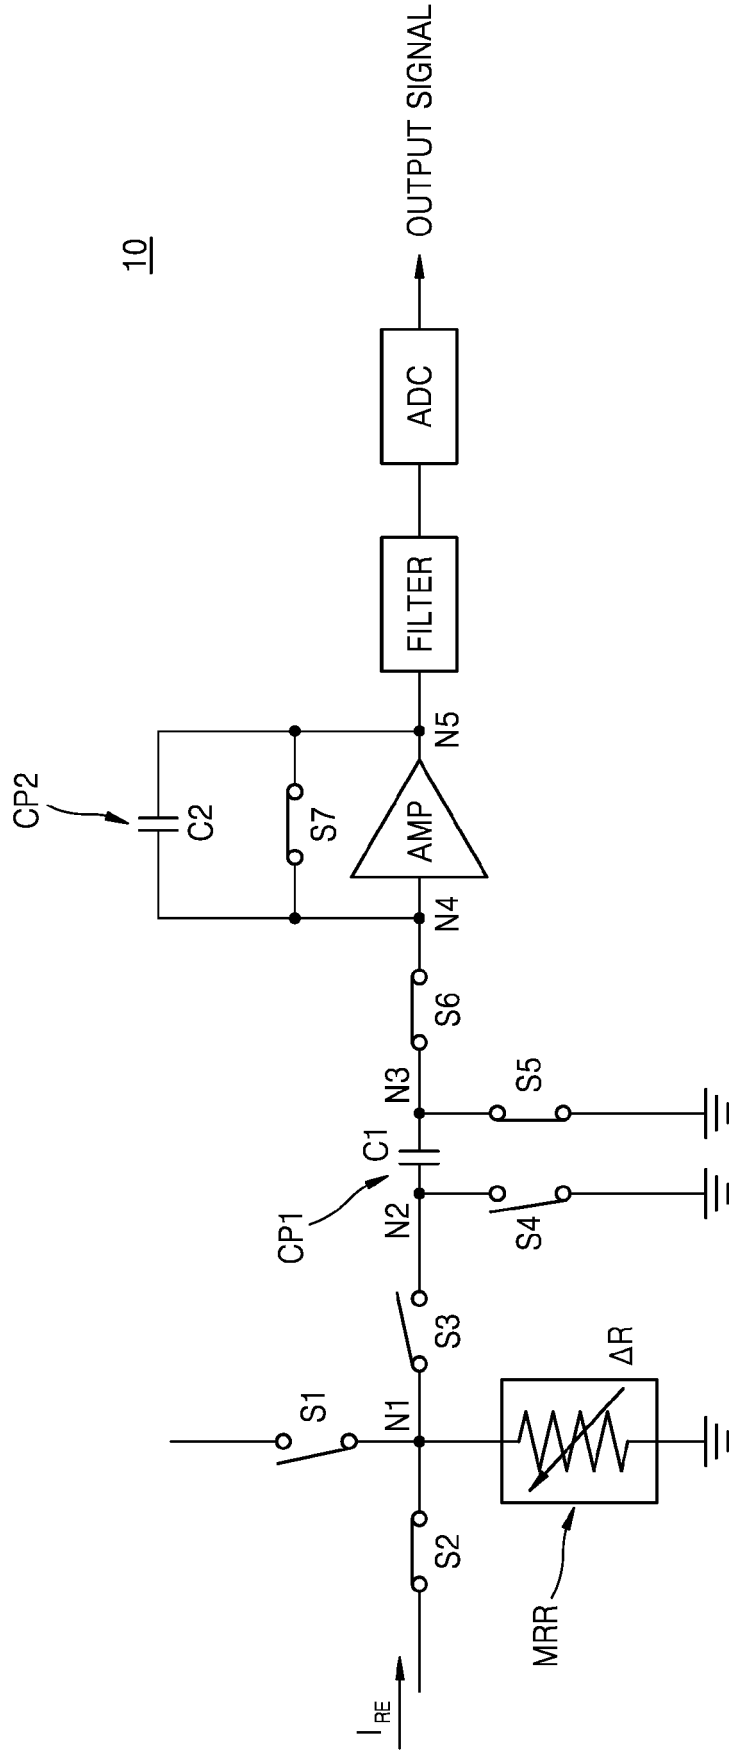 10
CP2
C2
S7
CP1
C1
S1
N1
N2
N3
N4
N5
AMP
FILTER
ADC
OUTPUT SIGNAL
I RE
S2
S3
S6
S4
S5
MRR
ΔR